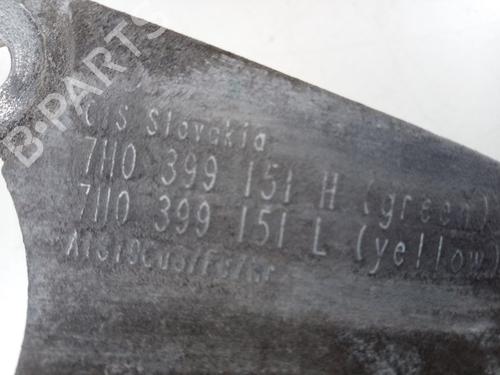 B-PARTS
Slovakia
7H0 399 151 H (green)
7H0 399 151 L (yellow)